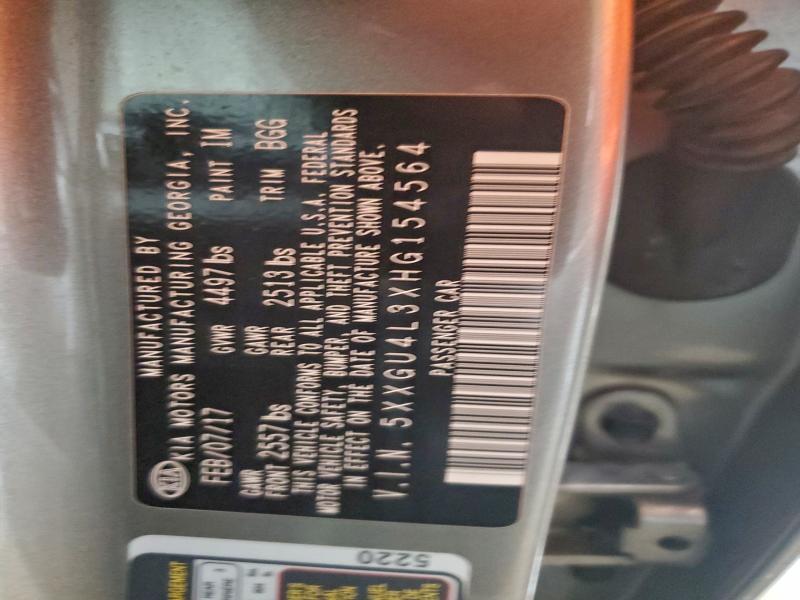 MANUFACTURED BY
KIA KIA MOTORS MANUFACTURING GEORGIA, INC.
FEB/07/17 GVWR 4497lbs PAINT IM
GAWR GAWR
FRONT 2557lbs REAR 2513lbs TRIM BGG
THIS VEHICLE CONFORMS TO ALL APPLICABLE U.S.A. FEDERAL
MOTOR VEHICLE SAFETY, BUMPER, AND THEFT PREVENTION STANDARDS
IN EFFECT ON THE DATE OF MANUFACTURE SHOWN ABOVE.
V.I.N. 5XXGU4L3XHG154564
PASSENGER CAR
5220